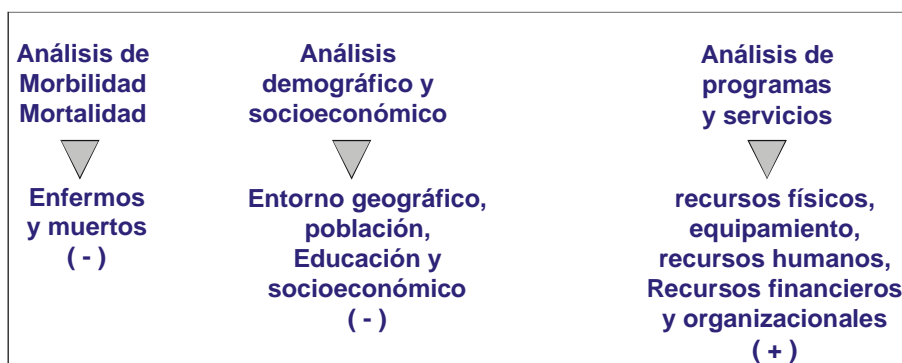 Análisis de
Morbilidad
Mortalidad
Enfermos
y muertos
( - )
Análisis
demográfico y
socioeconómico
Entorno geográfico,
población,
Educación y
socioeconómico
( - )
Análisis de
programas
y servicios
recursos físicos,
equipamiento,
recursos humanos,
Recursos financieros
y organizacionales
( + )